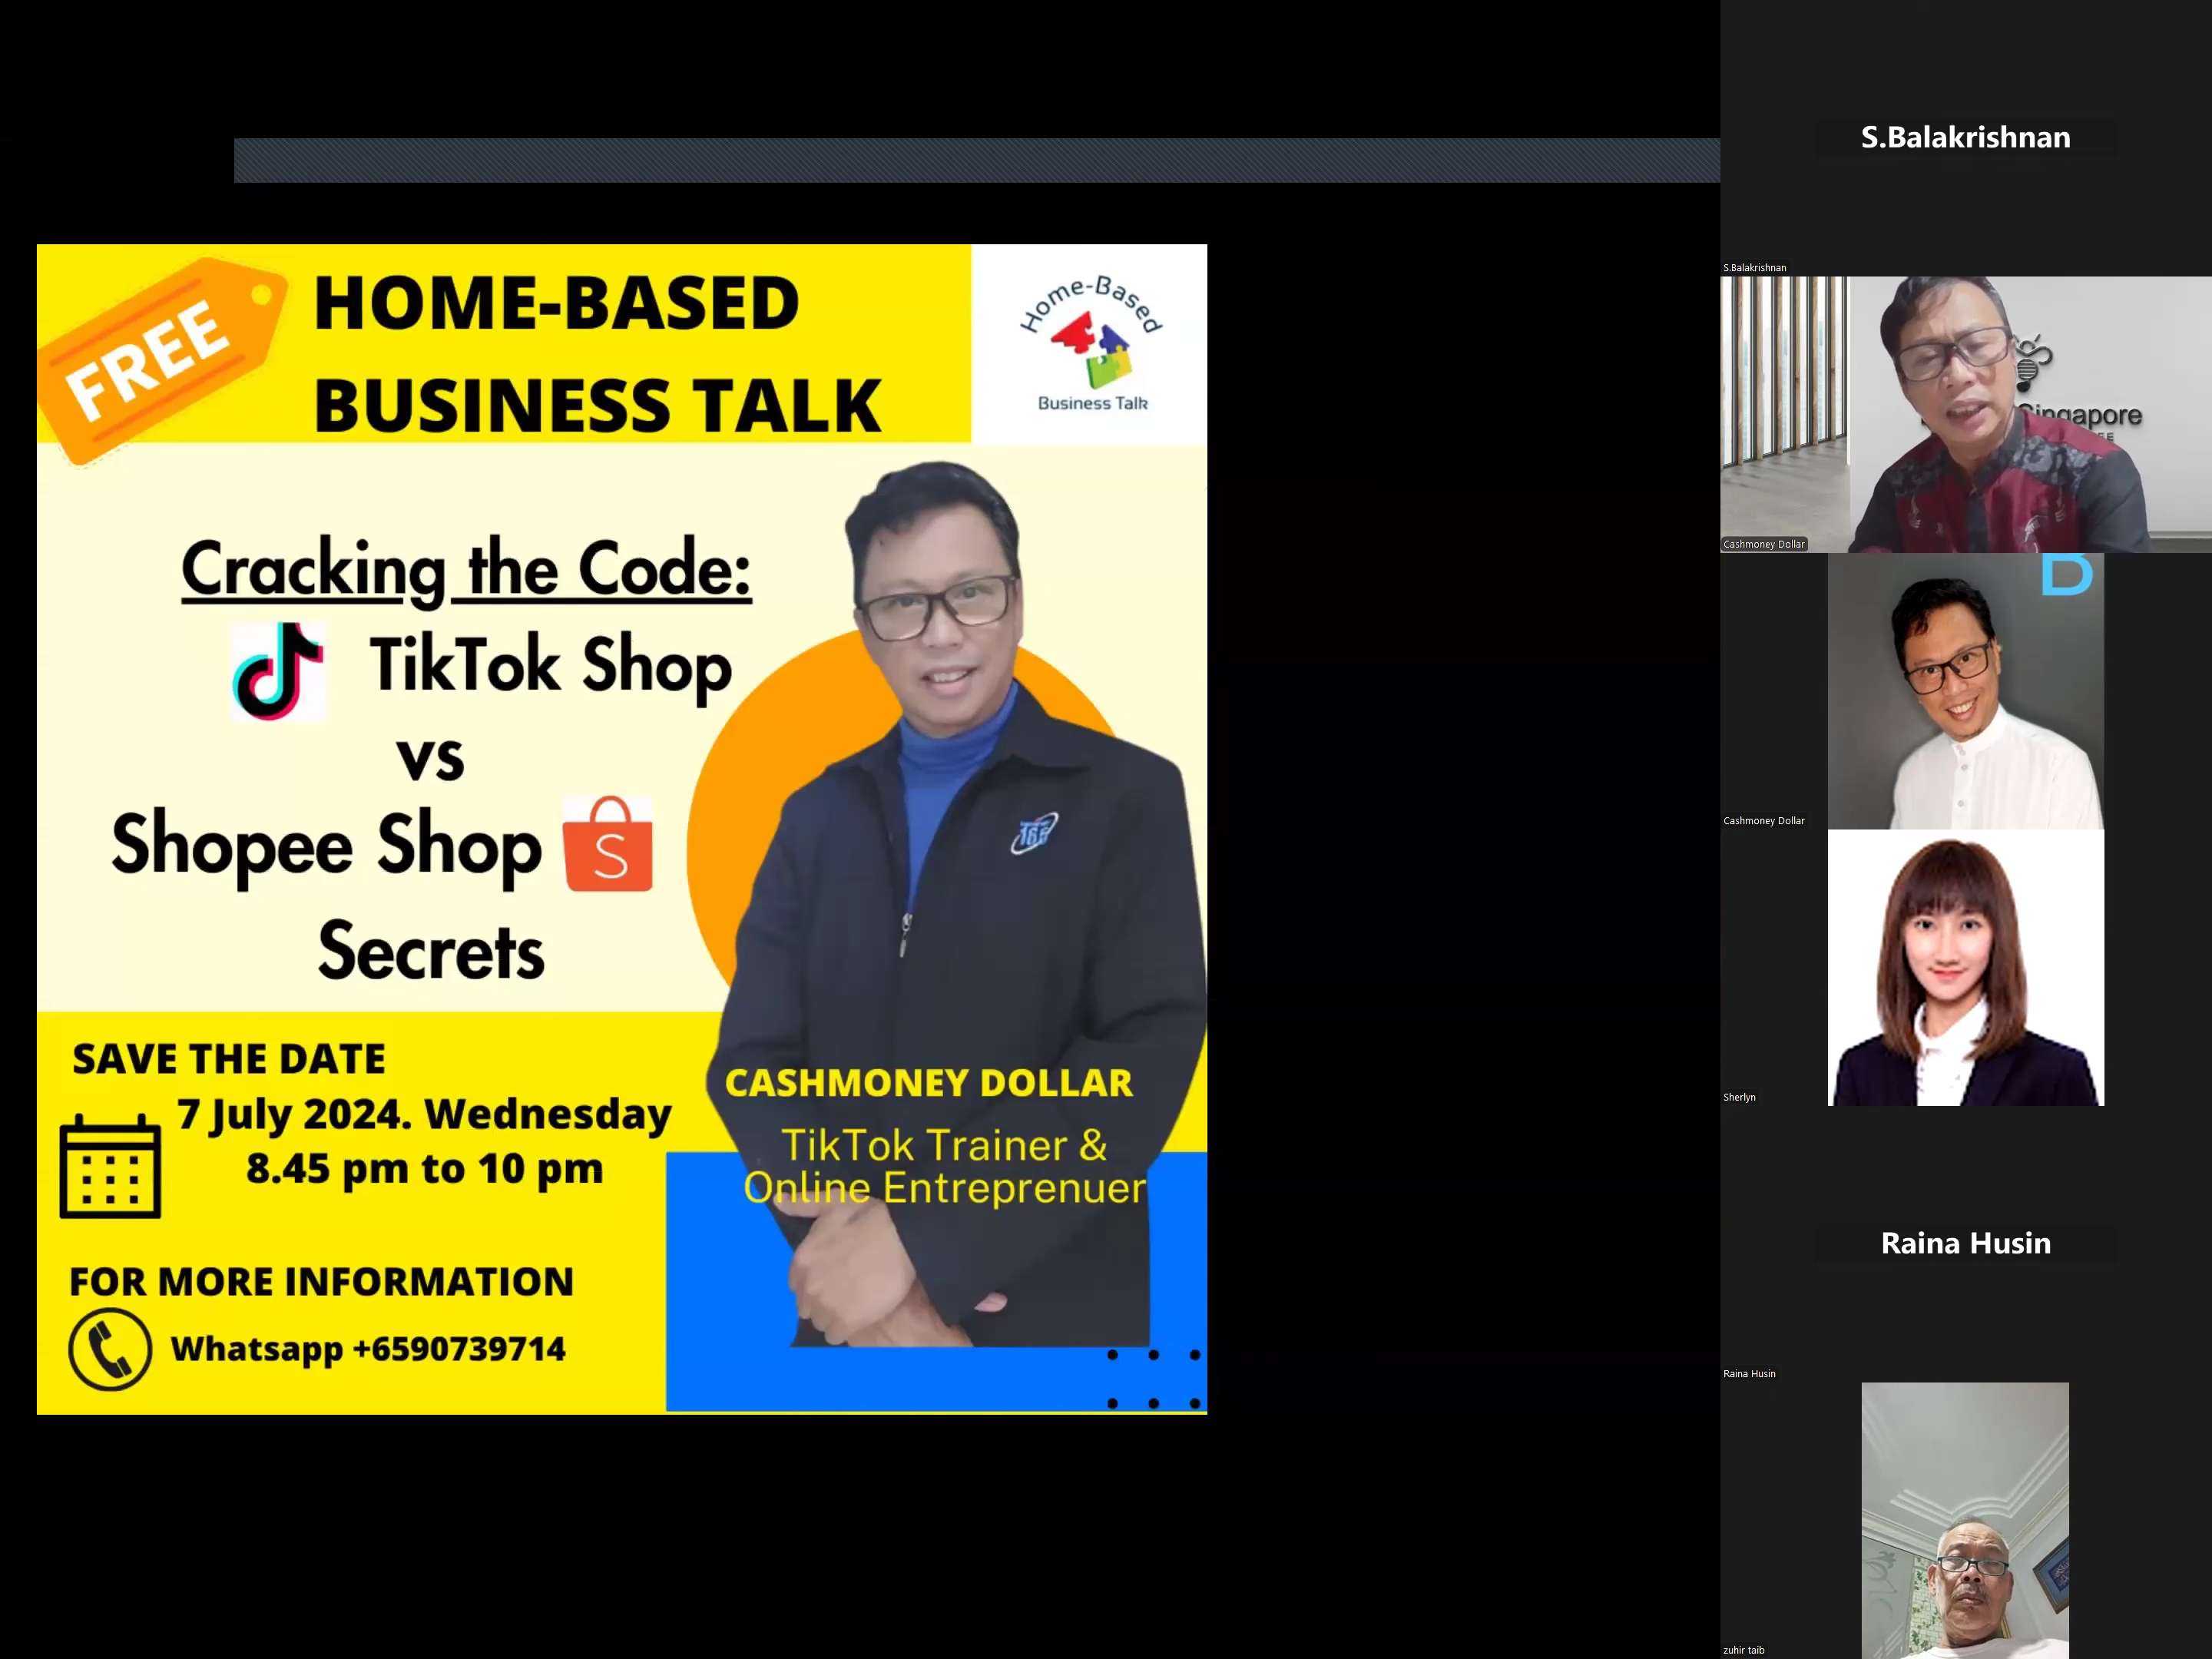 FREE
HOME-BASED
BUSINESS TALK
Home-Based
Business Talk
Cracking the Code:
TikTok Shop
vs
Shopee Shop
S
Secrets
SAVE THE DATE
7 July 2024. Wednesday
8.45 pm to 10 pm
FOR MORE INFORMATION
Whatsapp +6590739714
CASHMONEY DOLLAR
TikTok Trainer &
Online Entreprenuer
S.Balakrishnan
S.Balakrishnan
Singapore
Cashmoney Dollar
B
Cashmoney Dollar
Sherlyn
Raina Husin
Raina Husin
zuhir taib